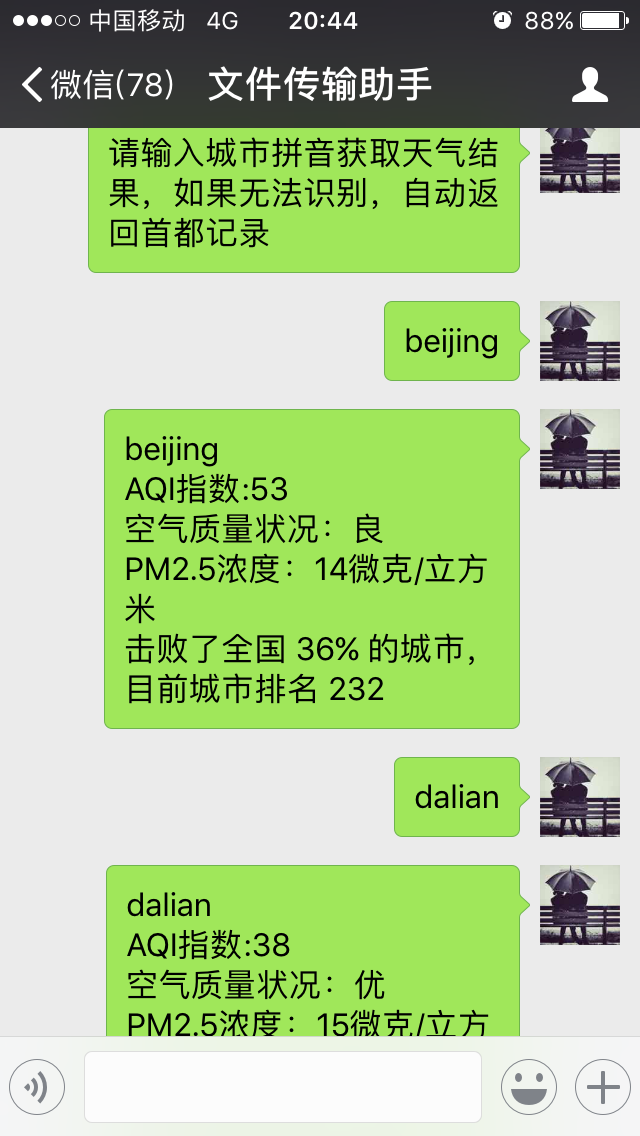 中国移动 4G 20:44 88%
微信(78) 文件传输助手
请输入城市拼音获取天气结
果，如果无法识别，自动返
回首都记录
beijing
beijing
AQI指数:53
空气质量状况：良
PM2.5浓度：14微克/立方
米
击败了全国 36% 的城市，
目前城市排名 232
dalian
dalian
AQI指数:38
空气质量状况：优
PM2.5浓度：15微克/立方